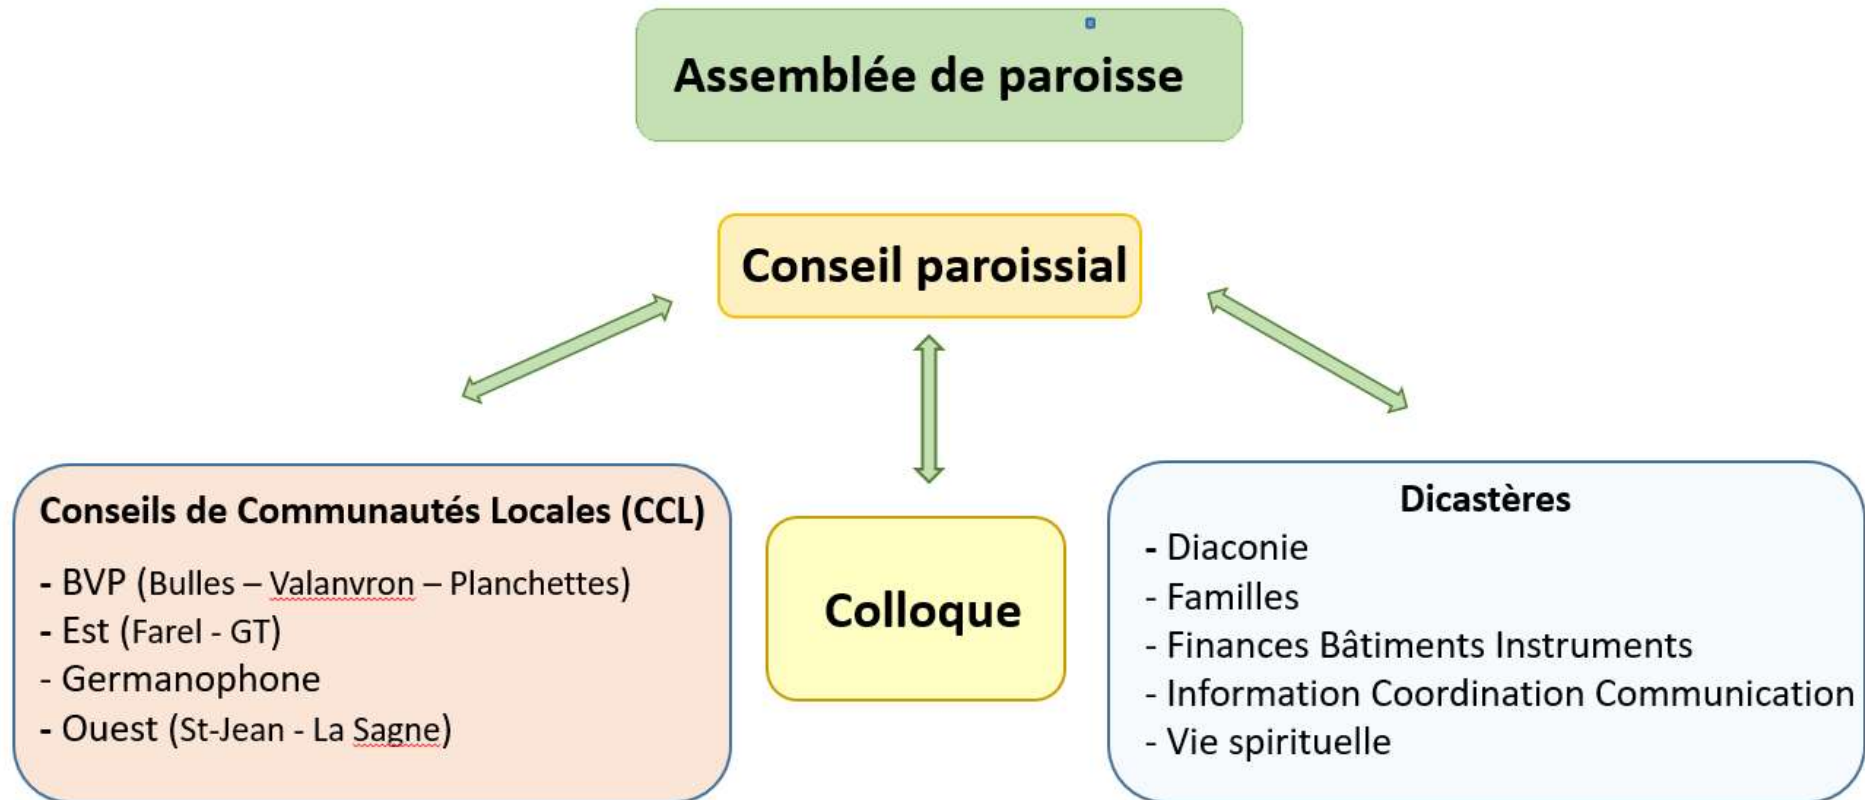 Assemblée de paroisse
Conseil paroissial
Conseils de Communautés Locales (CCL)
- BVP (Bulles – Valanvron – Planchettes)
- Est (Farel - GT)
- Germanophone
- Ouest (St-Jean - La Sagne)
Colloque
Dicastères
- Diaconie
- Familles
- Finances Bâtiments Instruments
- Information Coordination Communication
- Vie spirituelle